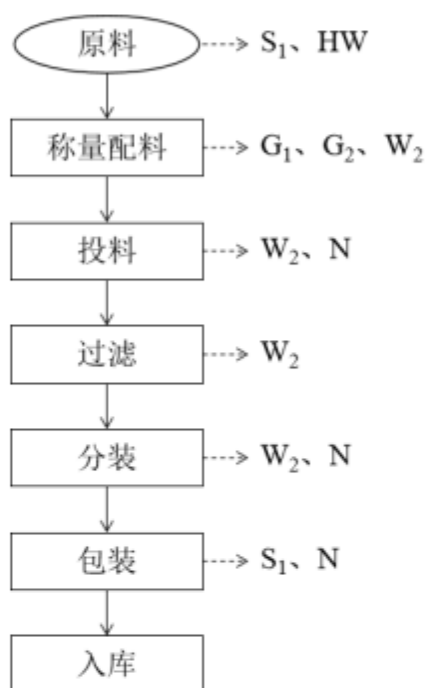 原料 S₁、HW
称量配料 G₁、G₂、W₂
投料 W₂、N
过滤 W₂
分装 W₂、N
包装 S₁、N
入库